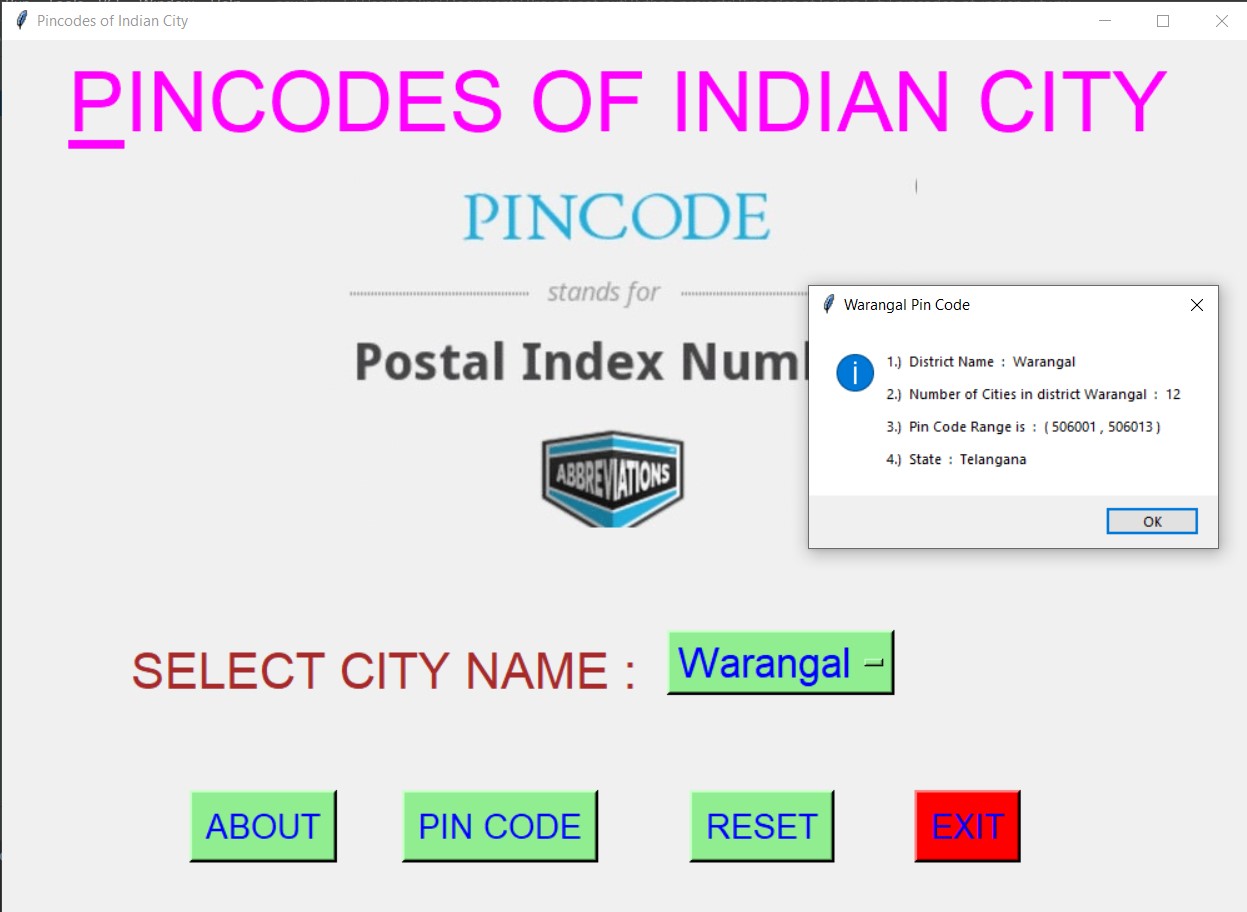 Pincodes of Indian City
PINCODES OF INDIAN CITY
PINCODE
stands for
Postal Index Numb
ABBREVIATIONS
Warangal Pin Code
1.) District Name : Warangal
2.) Number of Cities in district Warangal : 12
3.) Pin Code Range is : ( 506001 , 506013 )
4.) State : Telangana
OK
SELECT CITY NAME :
Warangal
ABOUT
PIN CODE
RESET
EXIT